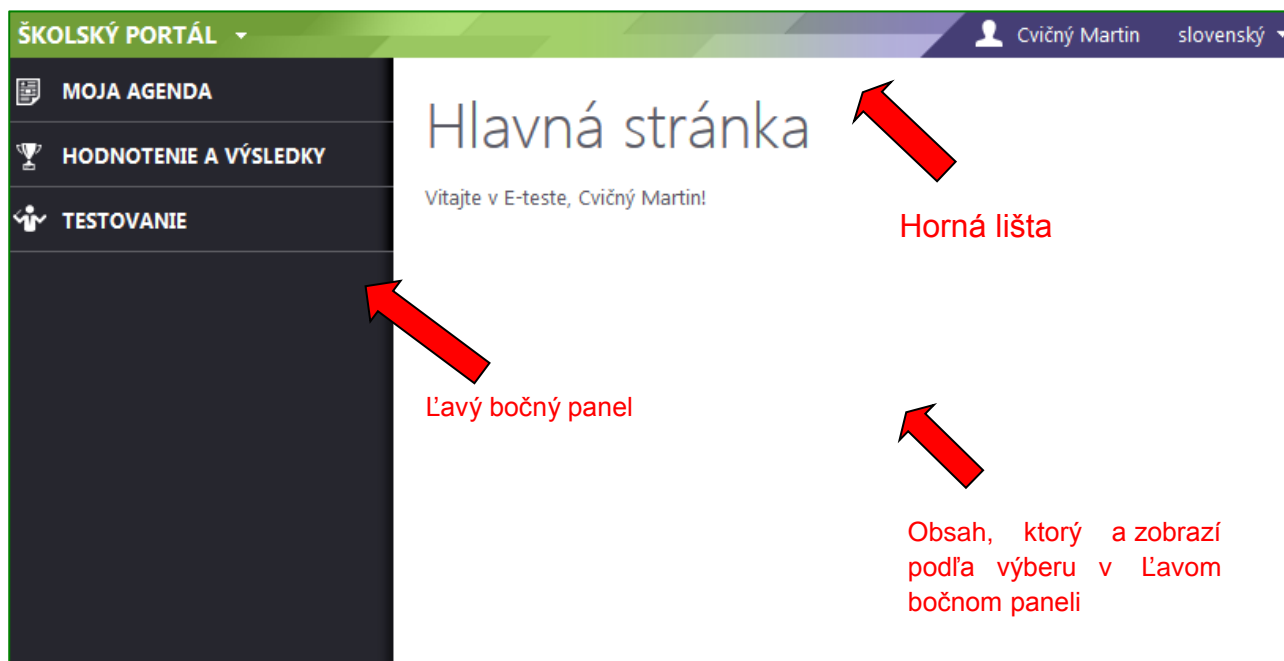 ŠKOLSKÝ PORTÁL
Cvičný Martin
slovenský
MOJA AGENDA
HODNOTENIE A VÝSLEDKY
TESTOVANIE
Hlavná stránka
Vitajte v E-teste, Cvičný Martin!
Horná lišta
Ľavý bočný panel
Obsah, ktorý a zobrazí
podľa výberu v Ľavom
bočnom paneli